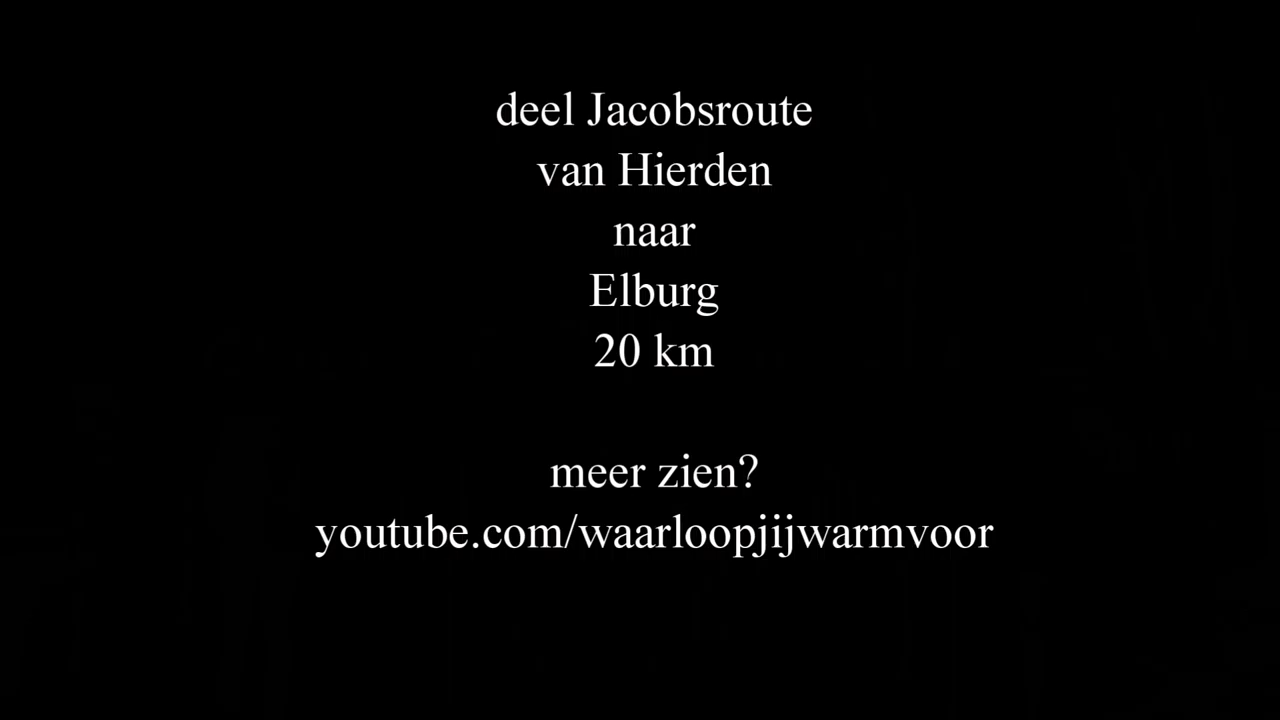 deel Jacobsroute
van Hierden
naar
Elburg
20 km
meer zien?
youtube.com/waarloopjijwarmvoor